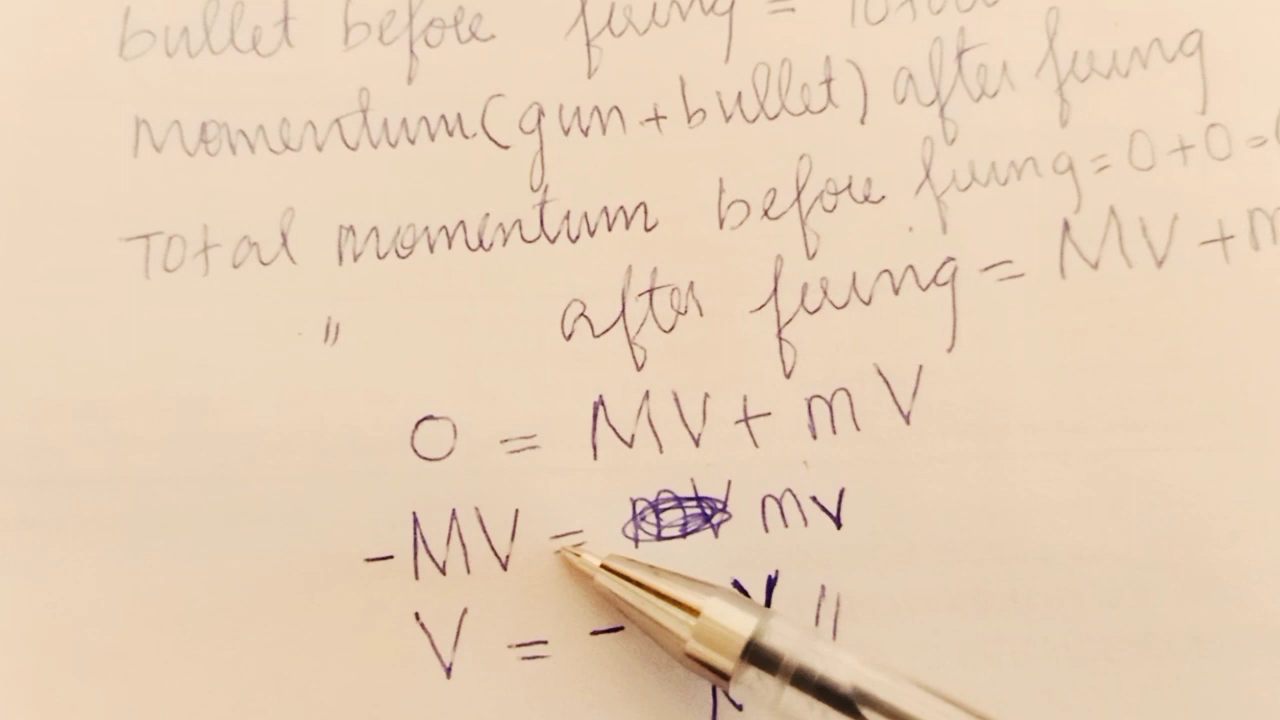 bullet before firing = Total
momentum(gun+bullet) after firing
Total momentum before firing=0+0=
" after firing = MV+m
0 = MV+mV
-MV = mv
V = -